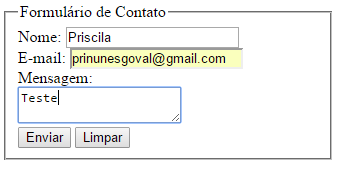 Formulário de Contato
Nome: Priscila
E-mail: prinunesgoval@gmail.com
Mensagem:
Teste
Enviar Limpar